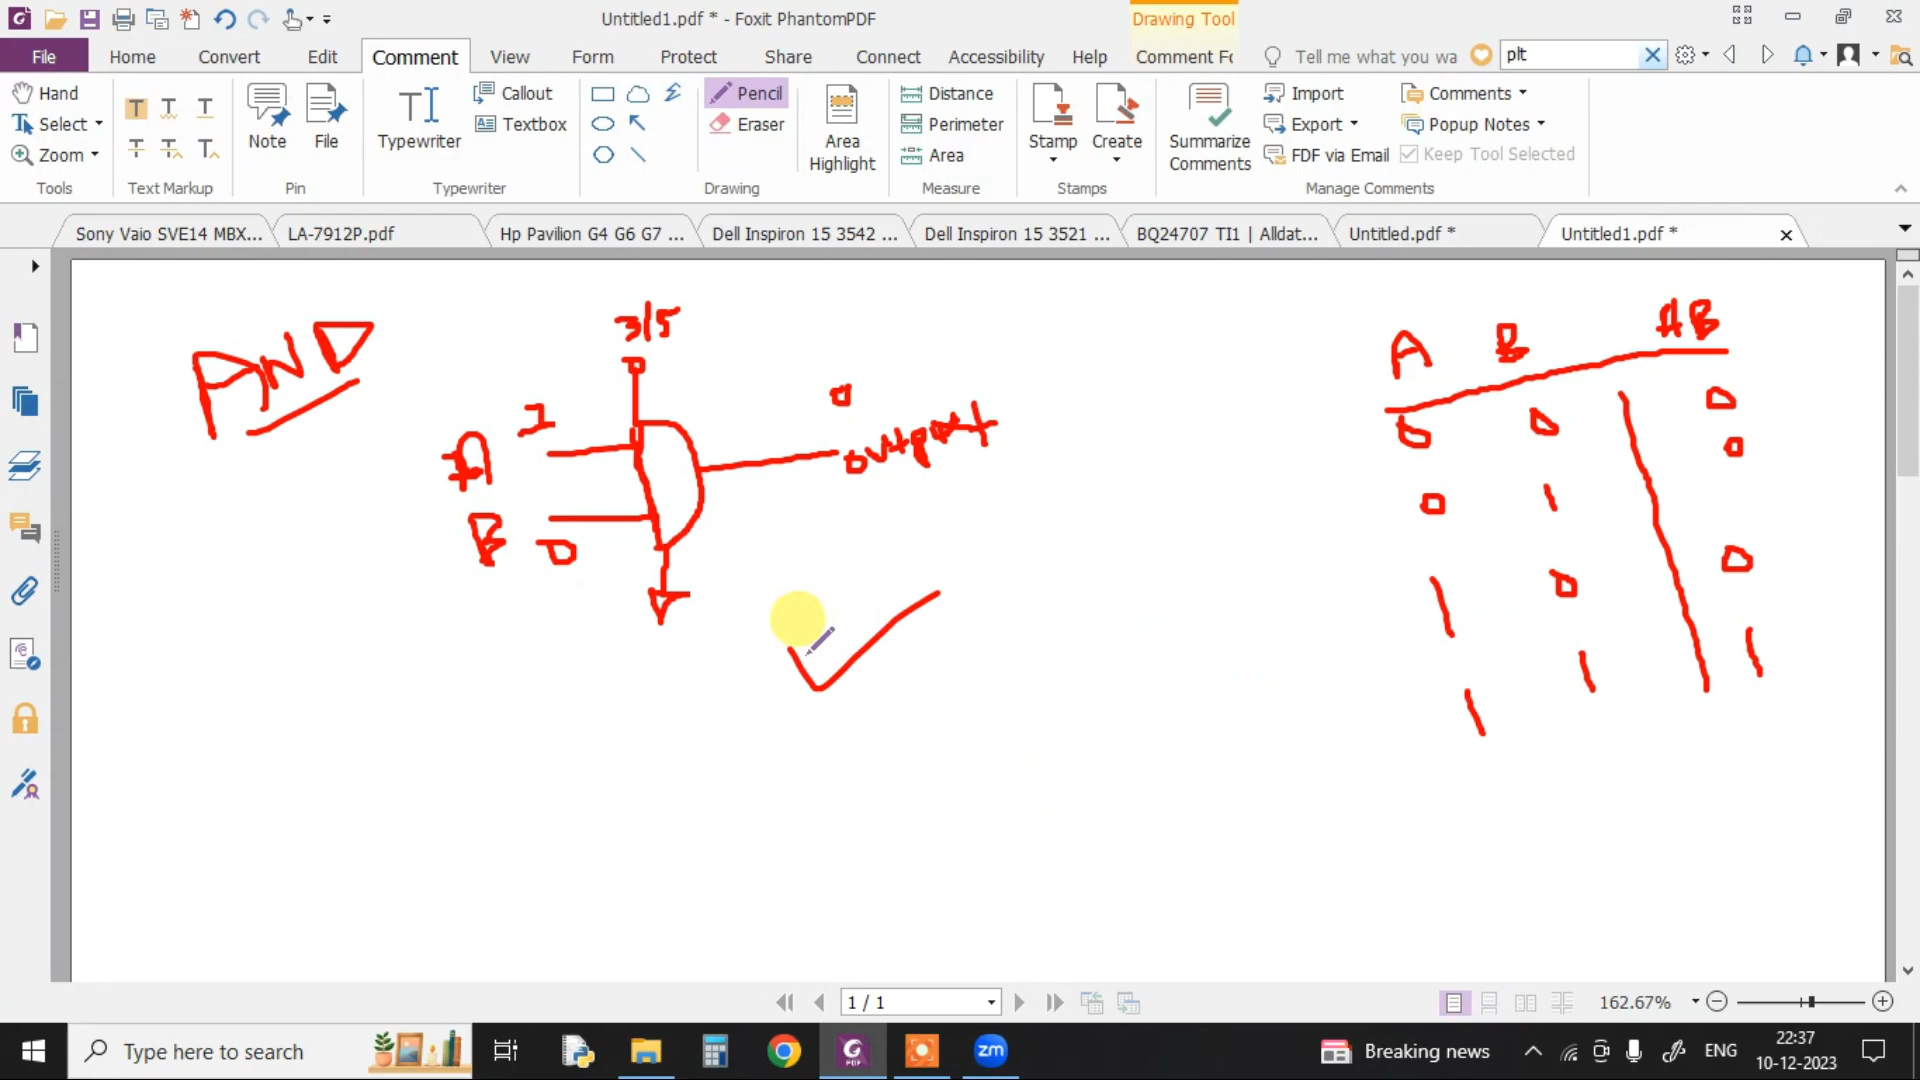 Untitled1.pdf * - Foxit PhantomPDF
Drawing Tool
File Home Convert Edit Comment View Form Protect Share Connect Accessibility Help Comment Fc Tell me what you wa plt
Hand
Select
Zoom
Tools
Text Markup
Note
File
Pin
Typewriter
Callout
Textbox
Typewriter
Pencil
Eraser
Drawing
Area
Highlight
Distance
Perimeter
Area
Measure
Stamp
Create
Stamps
Summarize
Comments
Import
Export
FDF via Email
Comments
Popup Notes
Keep Tool Selected
Manage Comments
Sony Vaio SVE14 MBX...
LA-7912P.pdf
Hp Pavilion G4 G6 G7 ...
Dell Inspiron 15 3542 ...
Dell Inspiron 15 3521 ...
BQ24707 TI1 | Alldat...
Untitled.pdf *
Untitled1.pdf *
AND
3/5
A 1
B 0
0
output
A B AB
0 0 0
0 1 0
1 0 0
1 1 1
1 / 1
162.67%
Type here to search
zm
Breaking news
ENG
22:37
10-12-2023